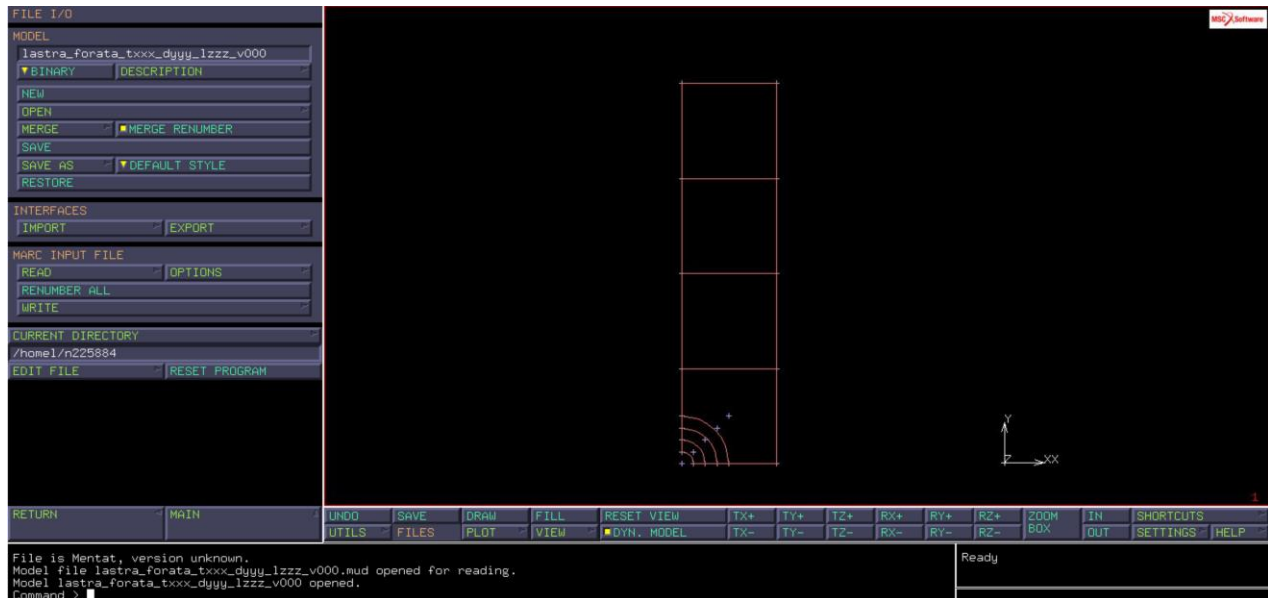 FILE I/O
MODEL
lastra_forata_txxx_dyyy_lzzz_v000
BINARY DESCRIPTION
NEW
OPEN
MERGE MERGE RENUMBER
SAVE
SAVE AS DEFAULT STYLE
RESTORE
INTERFACES
IMPORT EXPORT
MARC INPUT FILE
READ OPTIONS
RENUMBER ALL
WRITE
CURRENT DIRECTORY
/home1/n225884
EDIT FILE RESET PROGRAM
RETURN MAIN
MSC Software
Y
Z XX
1
UNDO SAVE DRAW FILL RESET VIEW TX+ TY+ TZ+ RX+ RY+ RZ+ ZOOM BOX IN SHORTCUTS
UTILS FILES PLOT VIEW DYN. MODEL TX- TY- TZ- RX- RY- RZ- OUT SETTINGS HELP
File is Mentat, version unknown.
Model file lastra_forata_txxx_dyyy_lzzz_v000.mud opened for reading.
Model lastra_forata_txxx_dyyy_lzzz_v000 opened.
Command >
Ready